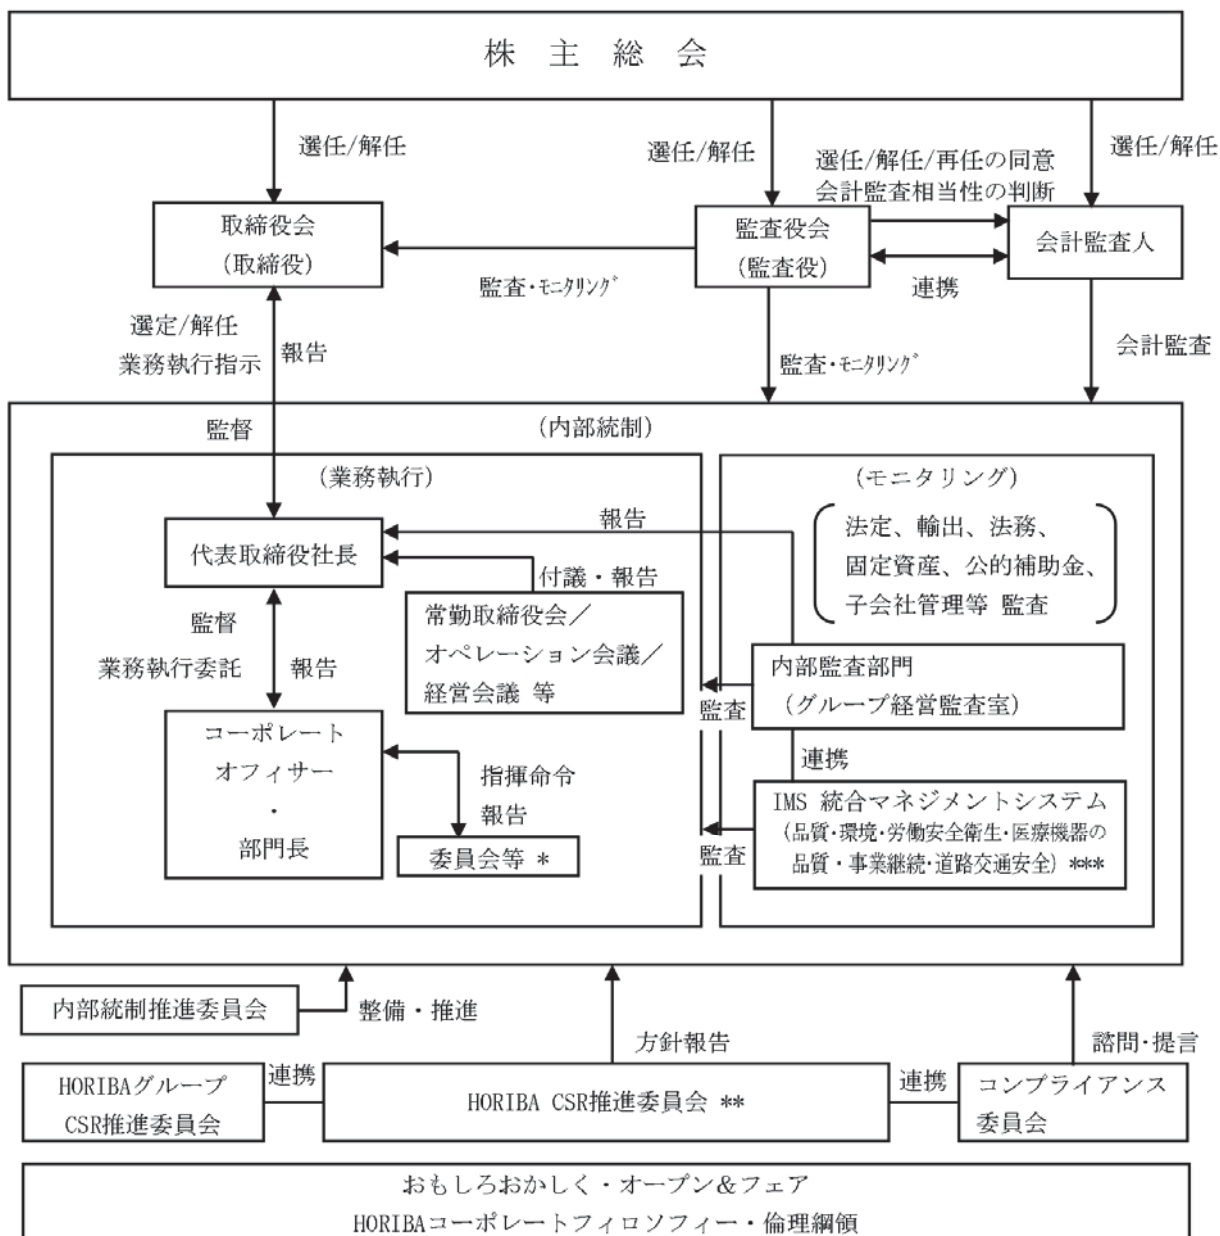 株主総会
選任/解任
選任/解任
選任/解任/再任の同意
会計監査相当性の判断
選任/解任
取締役会
(取締役)
監査役会
(監査役)
会計監査人
監査･ﾓﾆﾀﾘﾝｸﾞ
連携
選定/解任
業務執行指示
報告
監査･ﾓﾆﾀﾘﾝｸﾞ
会計監査
監督
(内部統制)
(業務執行)
(モニタリング)
代表取締役社長
報告
付議・報告
法定、輸出、法務、
固定資産、公的補助金、
子会社管理等 監査
監督
業務執行委託
報告
常勤取締役会／
オペレーション会議／
経営会議 等
内部監査部門
(グループ経営監査室)
監査
連携
コーポレート
オフィサー
・
部門長
指揮命令
報告
委員会等 *
IMS 統合マネジメントシステム
(品質･環境･労働安全衛生･医療機器の
品質・事業継続･道路交通安全) ***
監査
内部統制推進委員会
整備・推進
方針報告
諮問･提言
HORIBAグループ
CSR推進委員会
連携
HORIBA CSR推進委員会 **
連携
コンプライアンス
委員会
おもしろおかしく・オープン＆フェア
HORIBAコーポレートフィロソフィー・倫理綱領